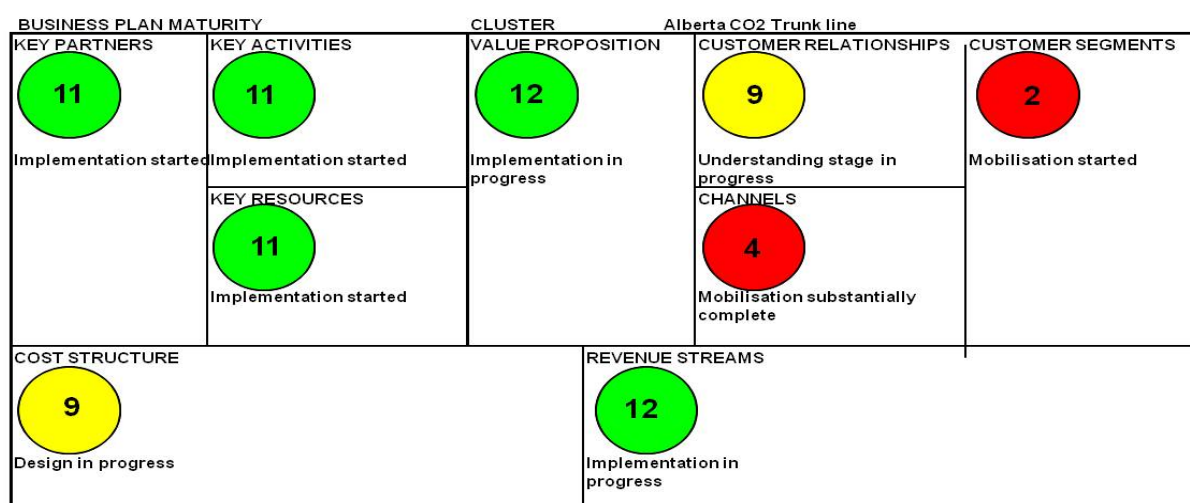 BUSINESS PLAN MATURITY
CLUSTER
Alberta CO2 Trunk line
KEY PARTNERS
11
Implementation started
KEY ACTIVITIES
11
Implementation started
KEY RESOURCES
11
Implementation started
VALUE PROPOSITION
12
Implementation in
progress
CUSTOMER RELATIONSHIPS
9
Understanding stage in
progress
CHANNELS
4
Mobilisation substantially
complete
CUSTOMER SEGMENTS
2
Mobilisation started
COST STRUCTURE
9
Design in progress
REVENUE STREAMS
12
Implementation in
progress